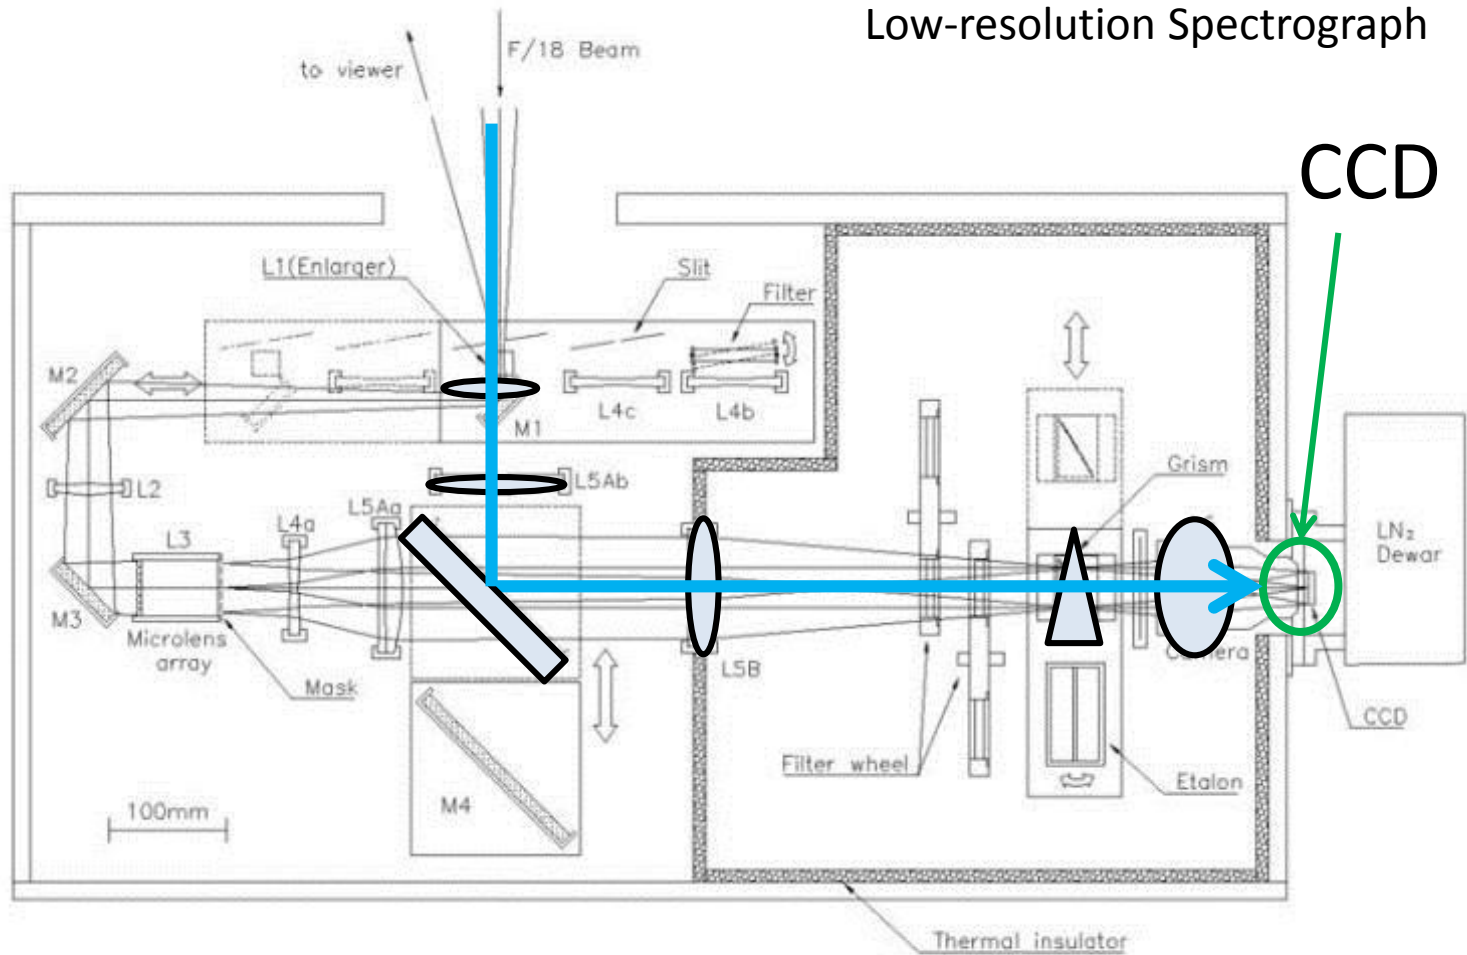 Low-resolution Spectrograph
F/18 Beam
to viewer
CCD
L1(Enlarger)
Slit
Filter
M2
L4c
L4b
M1
L2
L5Ab
Grism
L5Aa
L4a
L3
LN₂
Dewar
M3
Microlens
array
Mask
L5B
Camera
CCD
Filter wheel
Etalon
M4
100mm
Thermal insulator